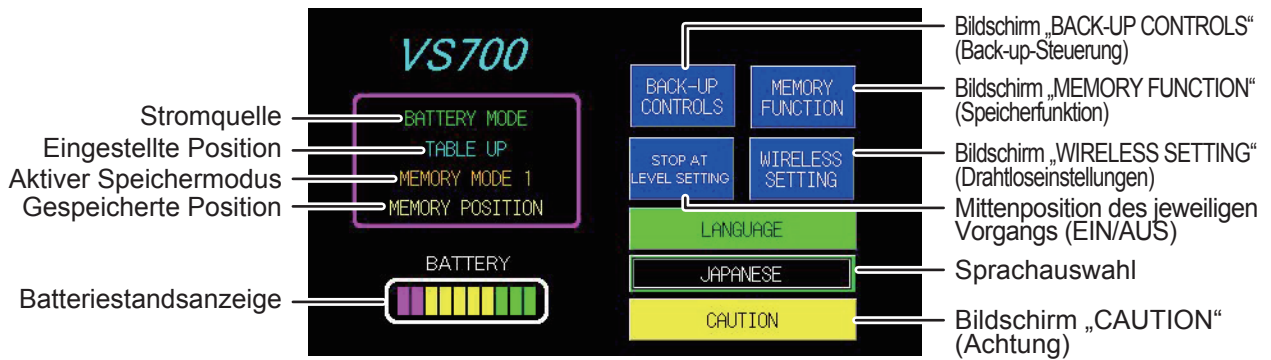 Stromquelle
Eingestellte Position
Aktiver Speichermodus
Gespeicherte Position
Batteriestandsanzeige
VS700
BATTERY MODE
TABLE UP
MEMORY MODE 1
MEMORY POSITION
BATTERY
BACK-UP
CONTROLS
MEMORY
FUNCTION
STOP AT
LEVEL SETTING
WIRELESS
SETTING
LANGUAGE
JAPANESE
CAUTION
Bildschirm „BACK-UP CONTROLS“
(Back-up-Steuerung)
Bildschirm „MEMORY FUNCTION“
(Speicherfunktion)
Bildschirm „WIRELESS SETTING“
(Drahtloseinstellungen)
Mittenposition des jeweiligen
Vorgangs (EIN/AUS)
Sprachauswahl
Bildschirm „CAUTION“
(Achtung)